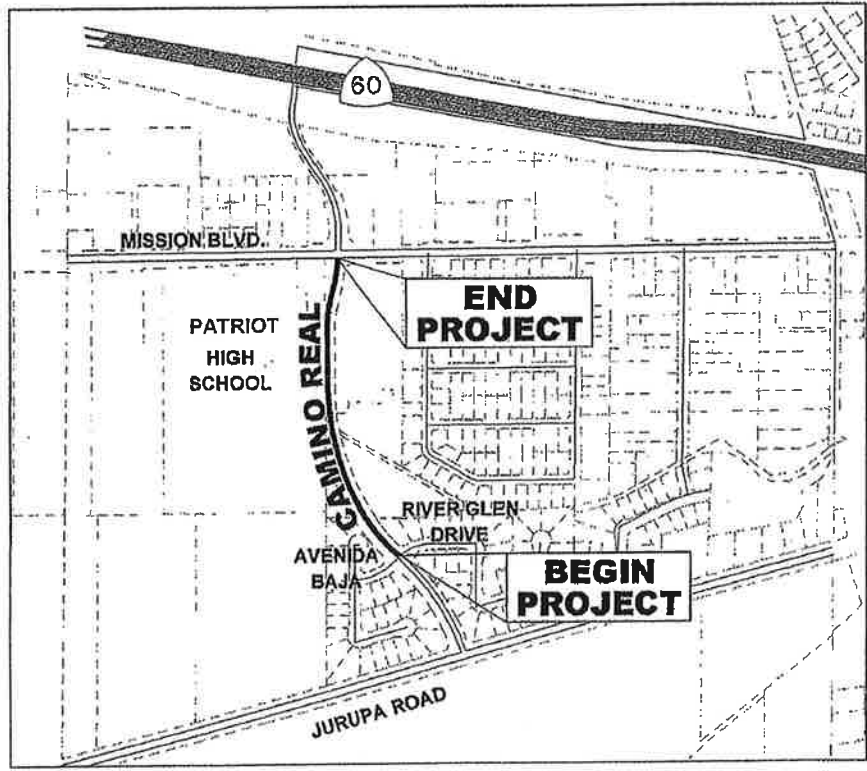 60
MISSION BLVD.
END
PROJECT
PATRIOT
HIGH
SCHOOL
CAMINO REAL
RIVER GLEN
DRIVE
AVENIDA
BAJA
BEGIN
PROJECT
JURUPA ROAD